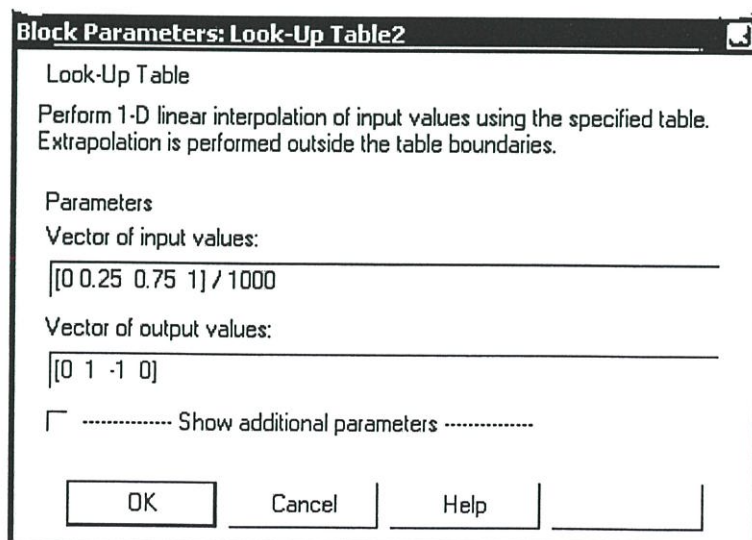 Block Parameters: Look-Up Table2
Look-Up Table
Perform 1-D linear interpolation of input values using the specified table.
Extrapolation is performed outside the table boundaries.
Parameters
Vector of input values:
[0 0.25 0.75 1] / 1000
Vector of output values:
[0 1 -1 0]
--------------- Show additional parameters ---------------
OK Cancel Help